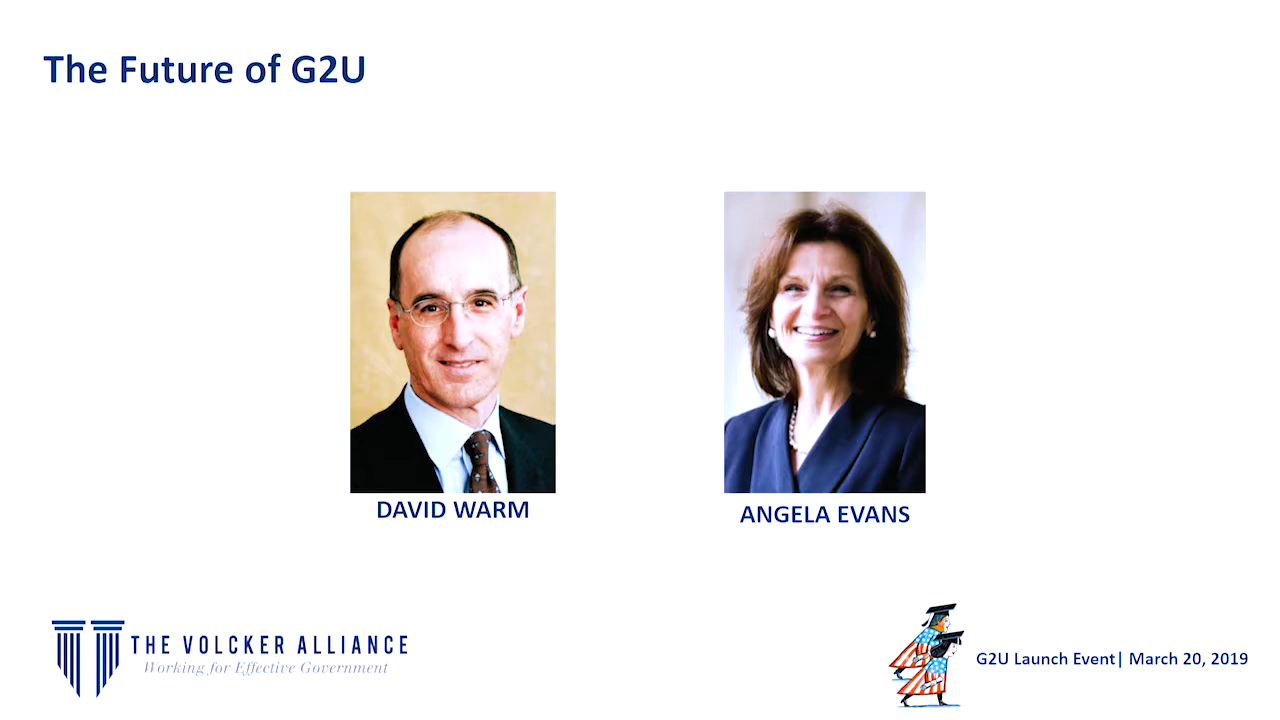 The Future of G2U
DAVID WARM
ANGELA EVANS
THE VOLCKER ALLIANCE
Working for Effective Government
G2U Launch Event| March 20, 2019